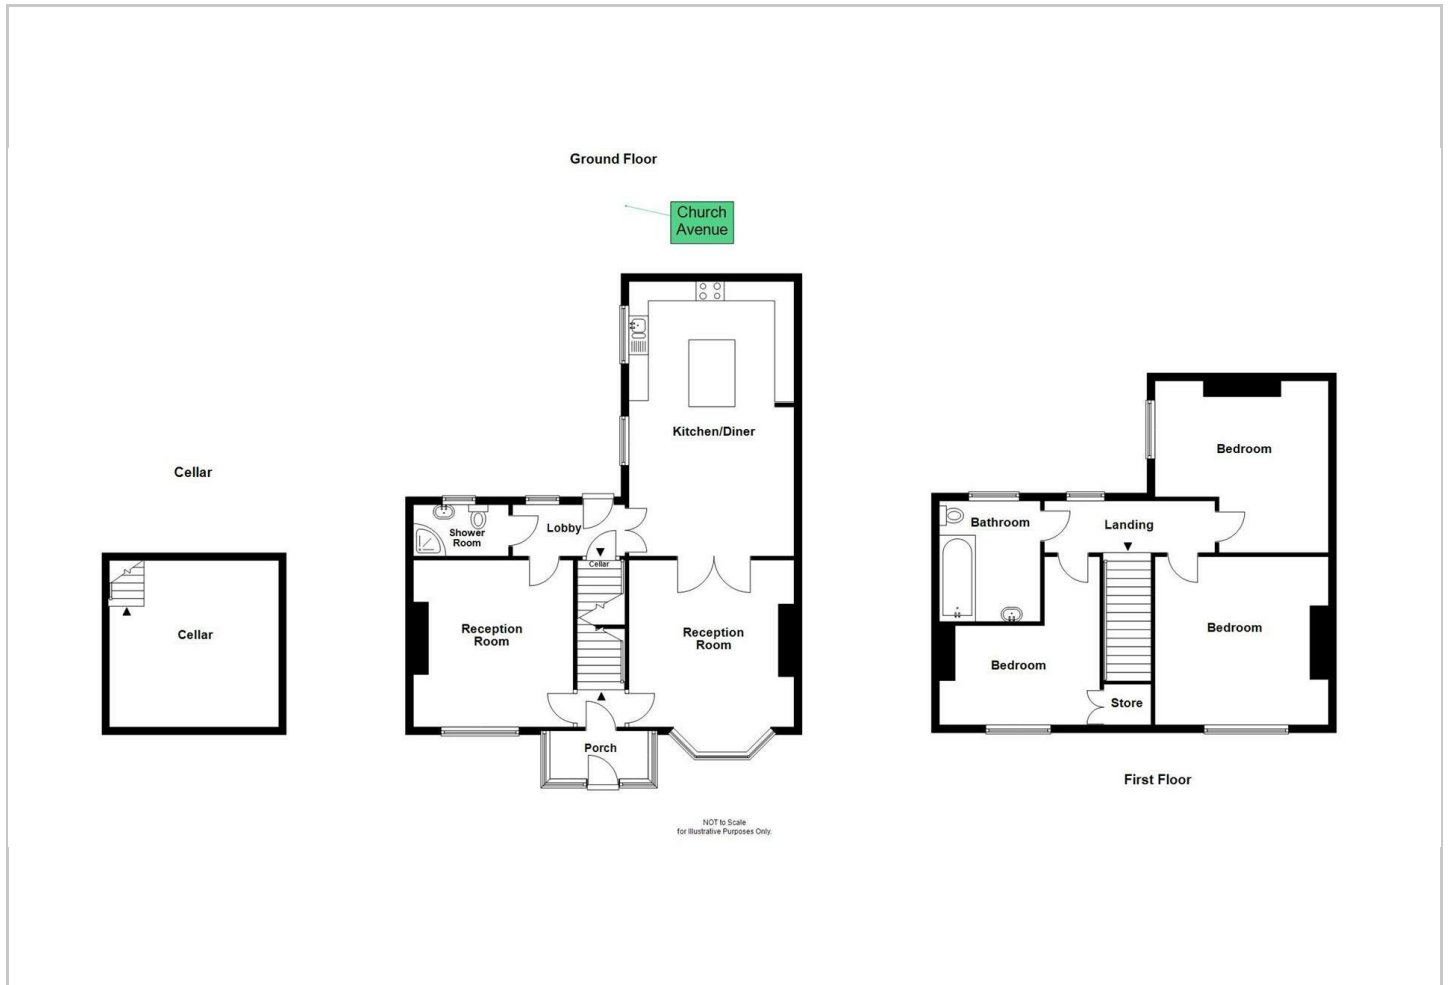 Ground Floor
Church
Avenue
Kitchen/Diner
Cellar
Cellar
Shower
Room
Lobby
Cellar
Reception
Room
Reception
Room
Porch
NOT to Scale
for Illustrative Purposes Only.
Bedroom
Bathroom
Landing
Bedroom
Bedroom
Store
First Floor